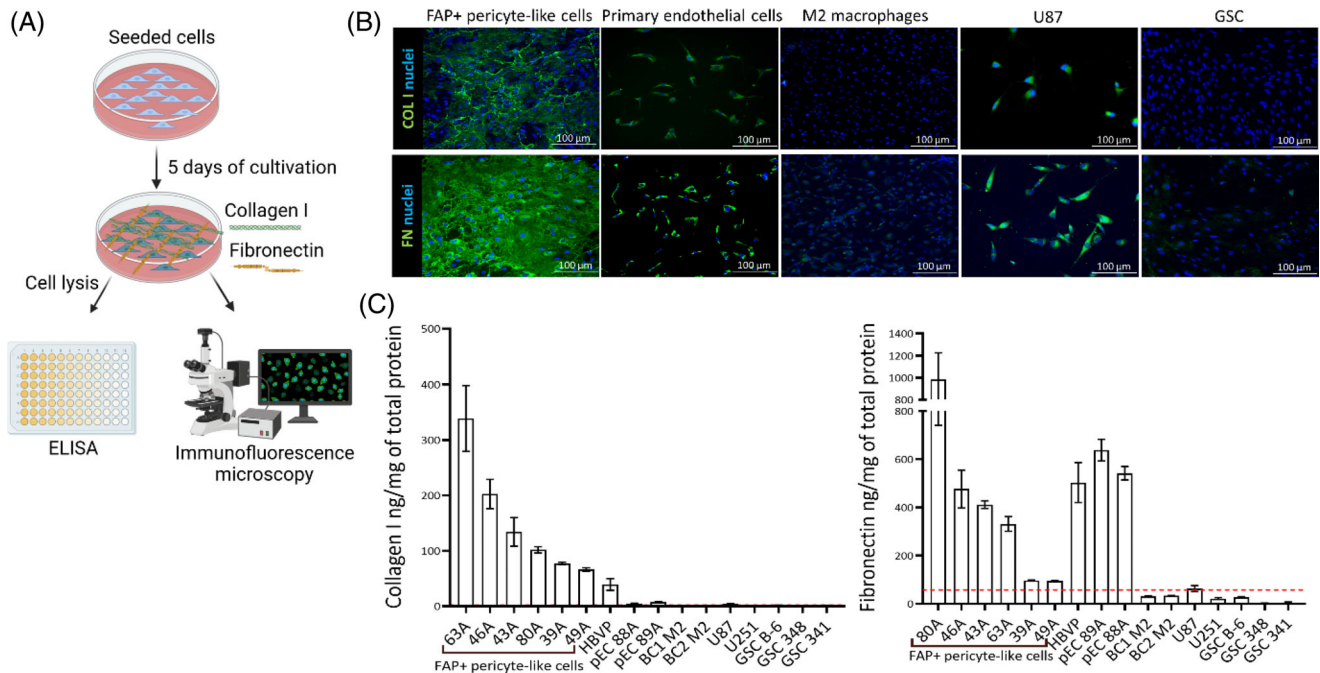 (A)
Seeded cells
5 days of cultivation
Collagen I
Fibronectin
Cell lysis
ELISA
Immunofluorescence
microscopy
(B)
FAP+ pericyte-like cells Primary endothelial cells M2 macrophages U87 GSC
COL I nuclei
100 µm 100 µm 100 µm 100 µm 100 µm
FN nuclei
100 µm 100 µm 100 µm 100 µm 100 µm
(C)
Collagen I ng/mg of total protein
500
400
300
200
100
0
63A 46A 43A 80A 39A 49A HBVP pEC 88A pEC 89A BC1 M2 BC2 M2 U87 U251 GSC B-6 GSC 348 GSC 341
FAP+ pericyte-like cells
Fibronectin ng/mg of total protein
1400
1200
1000
800
600
400
200
0
80A 46A 43A 63A 39A 49A HBVP pEC 89A pEC 88A BC1 M2 BC2 M2 U87 U251 GSC B-6 GSC 348 GSC 341
FAP+ pericyte-like cells